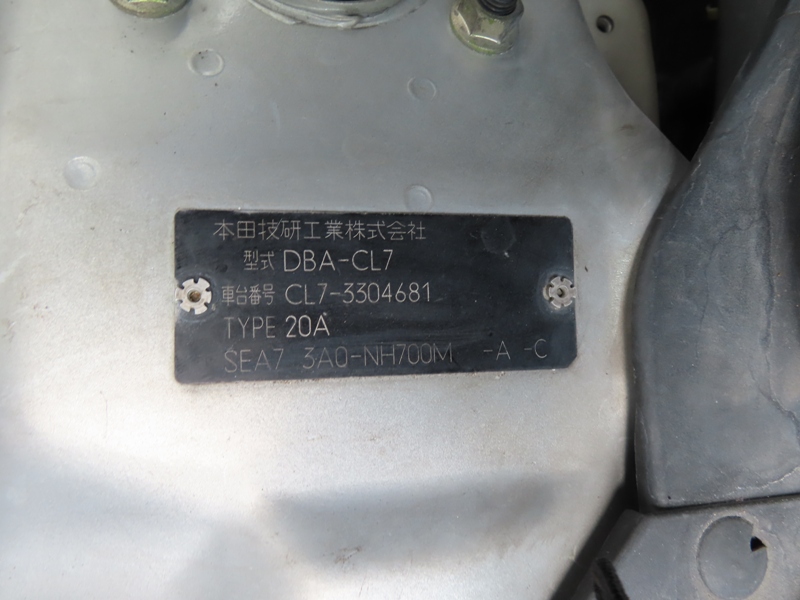 本田技研工業株式会社
型式 DBA-CL7
車台番号 CL7-3304681
TYPE 20A
SEA7 3A0-NH700M -A -C